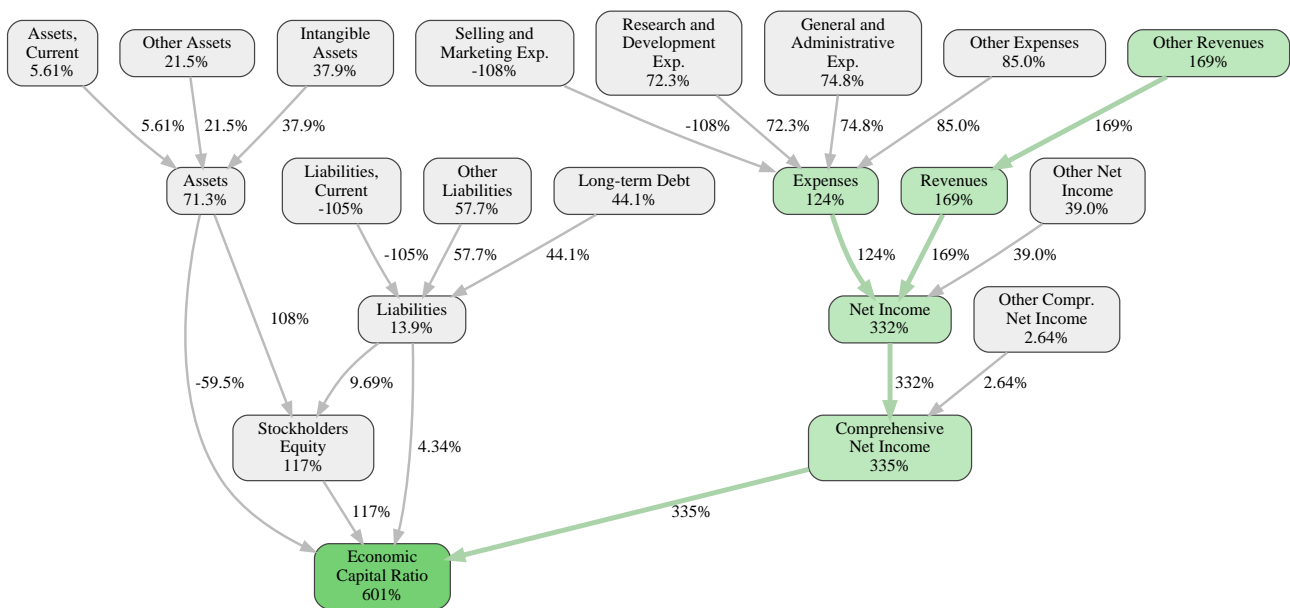 Assets,
Current
5.61%
Other Assets
21.5%
Intangible
Assets
37.9%
Selling and
Marketing Exp.
-108%
Research and
Development
Exp.
72.3%
General and
Administrative
Exp.
74.8%
Other Expenses
85.0%
Other Revenues
169%
5.61%
21.5%
37.9%
-108%
72.3%
74.8%
85.0%
169%
Assets
71.3%
Liabilities,
Current
-105%
Other
Liabilities
57.7%
Long-term Debt
44.1%
Expenses
124%
Revenues
169%
Other Net
Income
39.0%
-105%
57.7%
44.1%
124%
169%
39.0%
108%
Liabilities
13.9%
Net Income
332%
Other Compr.
Net Income
2.64%
-59.5%
9.69%
332%
2.64%
Stockholders
Equity
117%
4.34%
Comprehensive
Net Income
335%
117%
335%
Economic
Capital Ratio
601%